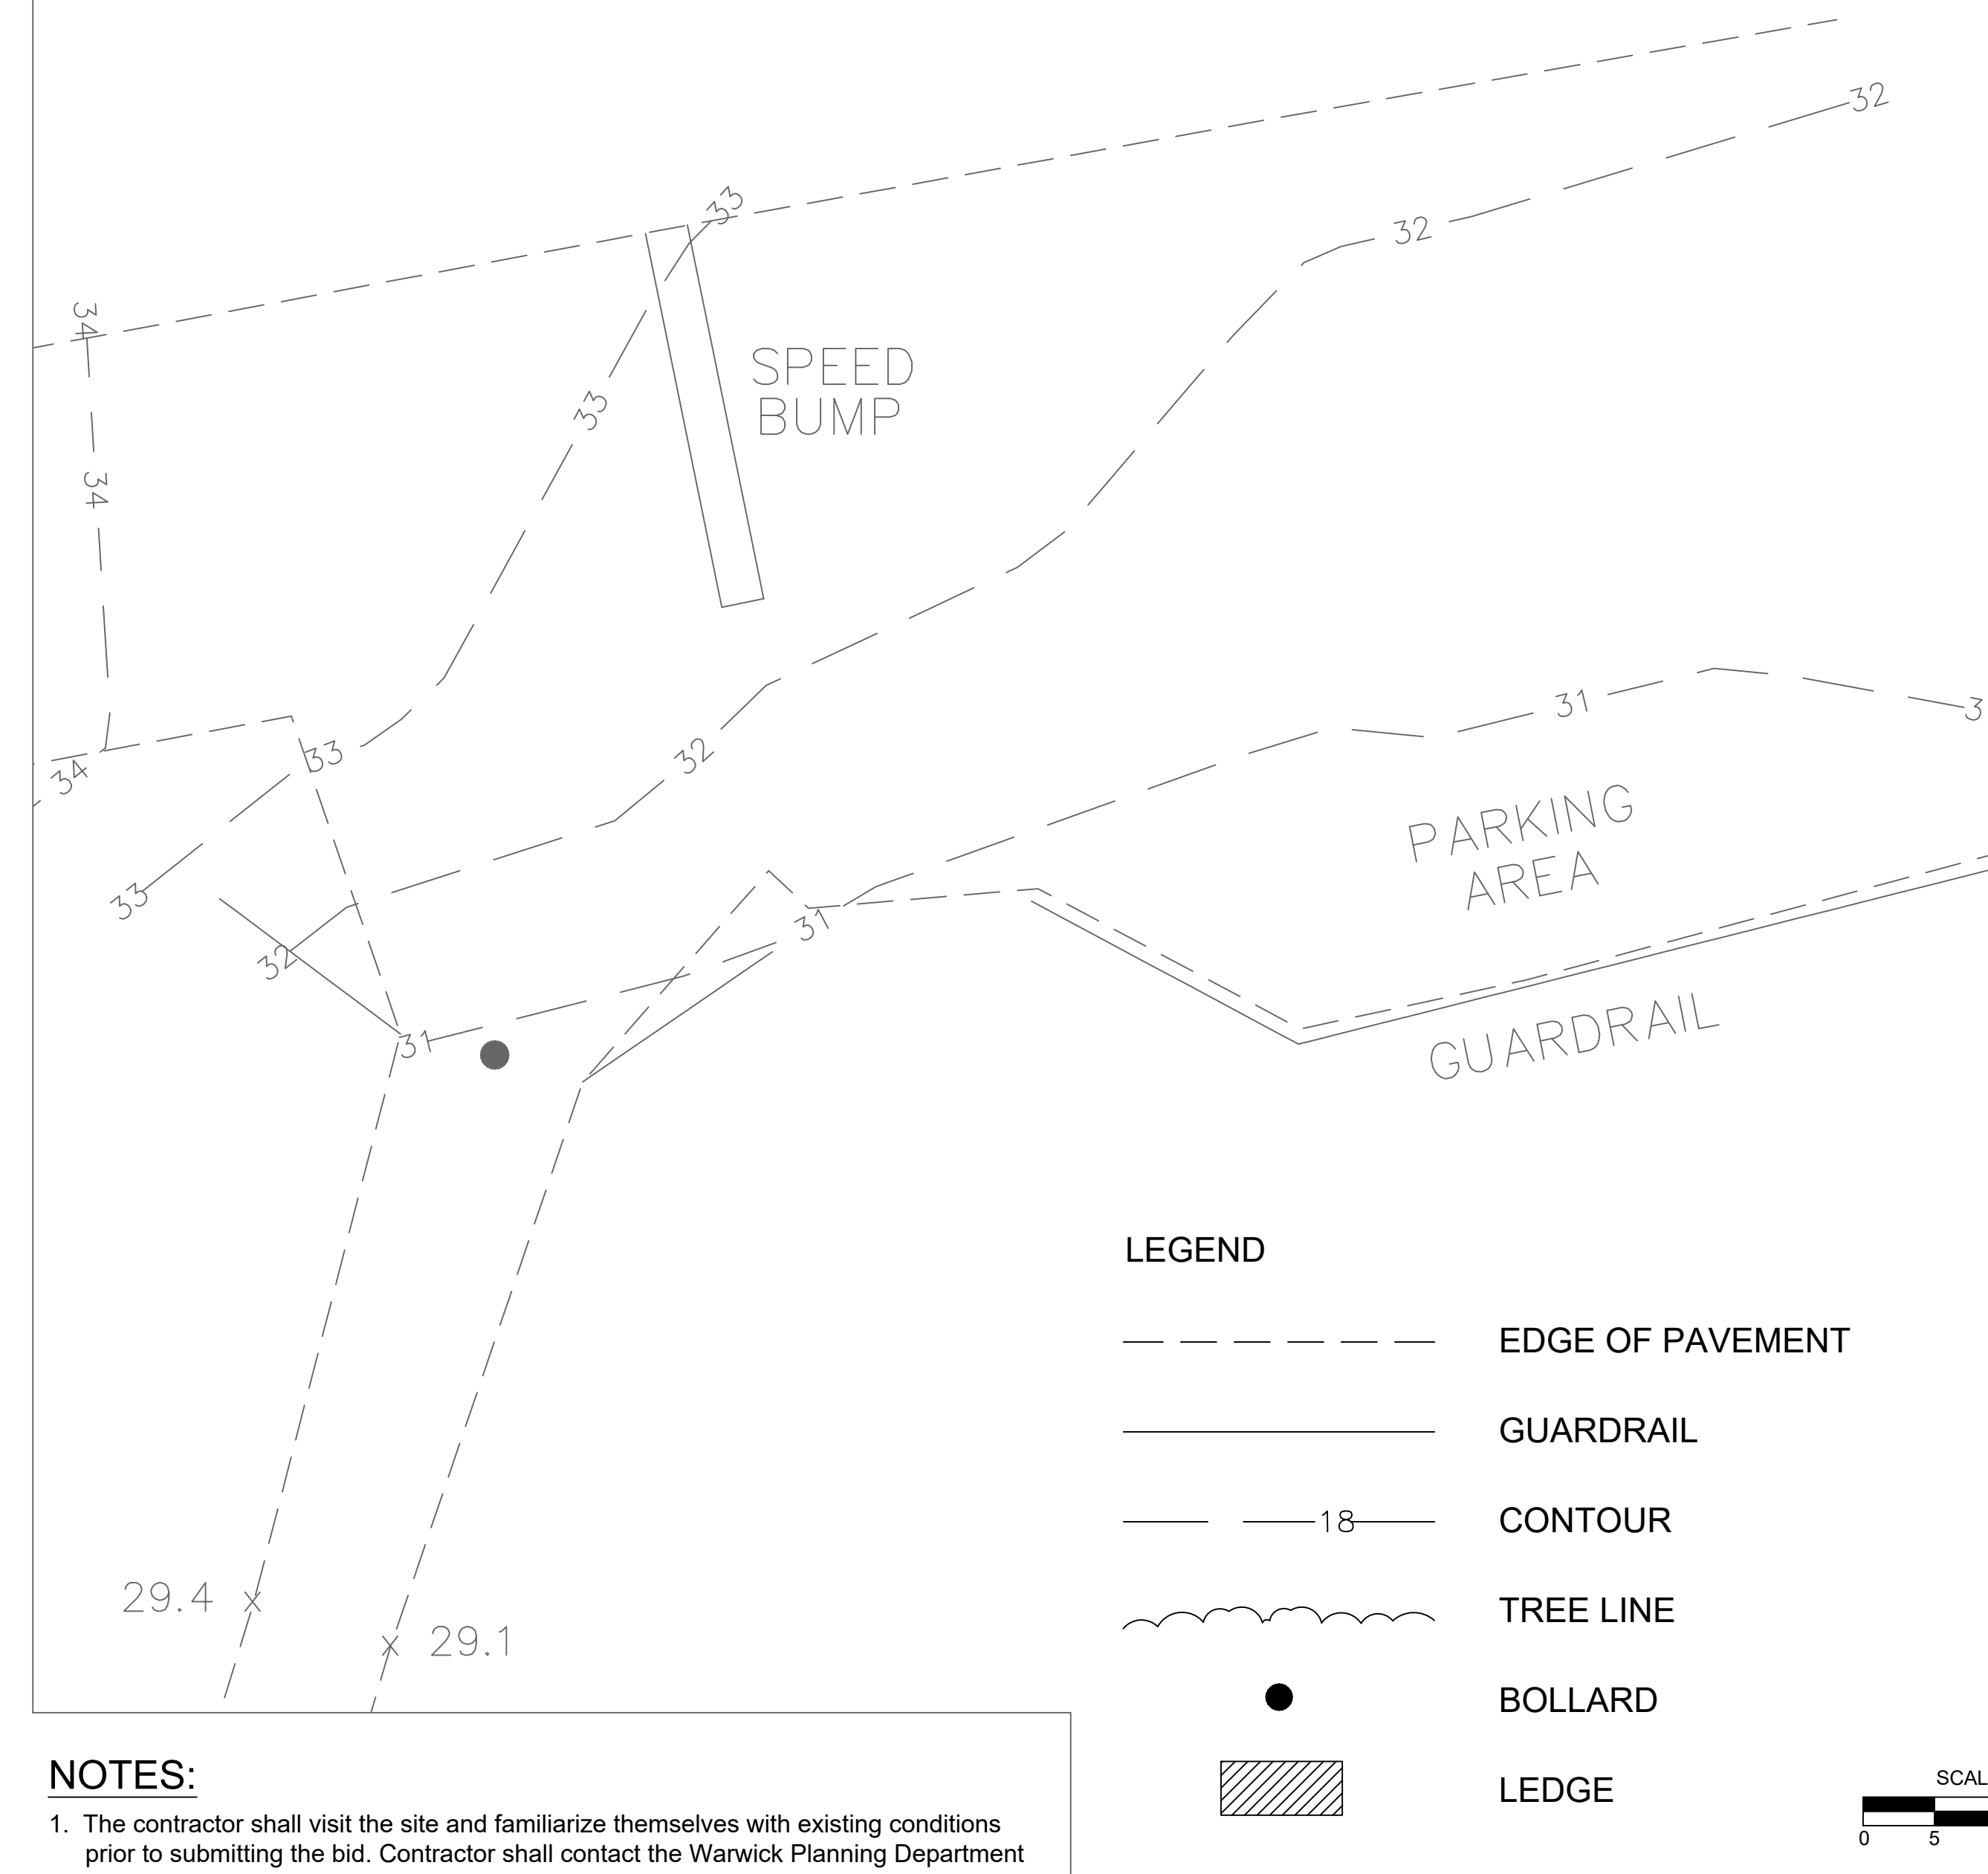 32
33
32
34
SPEED
BUMP
33
34
31
3
33
32
34
PARKING
AREA
33
31
32
31
GUARDRAIL
LEGEND
EDGE OF PAVEMENT
GUARDRAIL
18
CONTOUR
29.4
TREE LINE
29.1
BOLLARD
NOTES:
LEDGE
SCAL
0 5
1. The contractor shall visit the site and familiarize themselves with existing conditions
prior to submitting the bid. Contractor shall contact the Warwick Planning Department